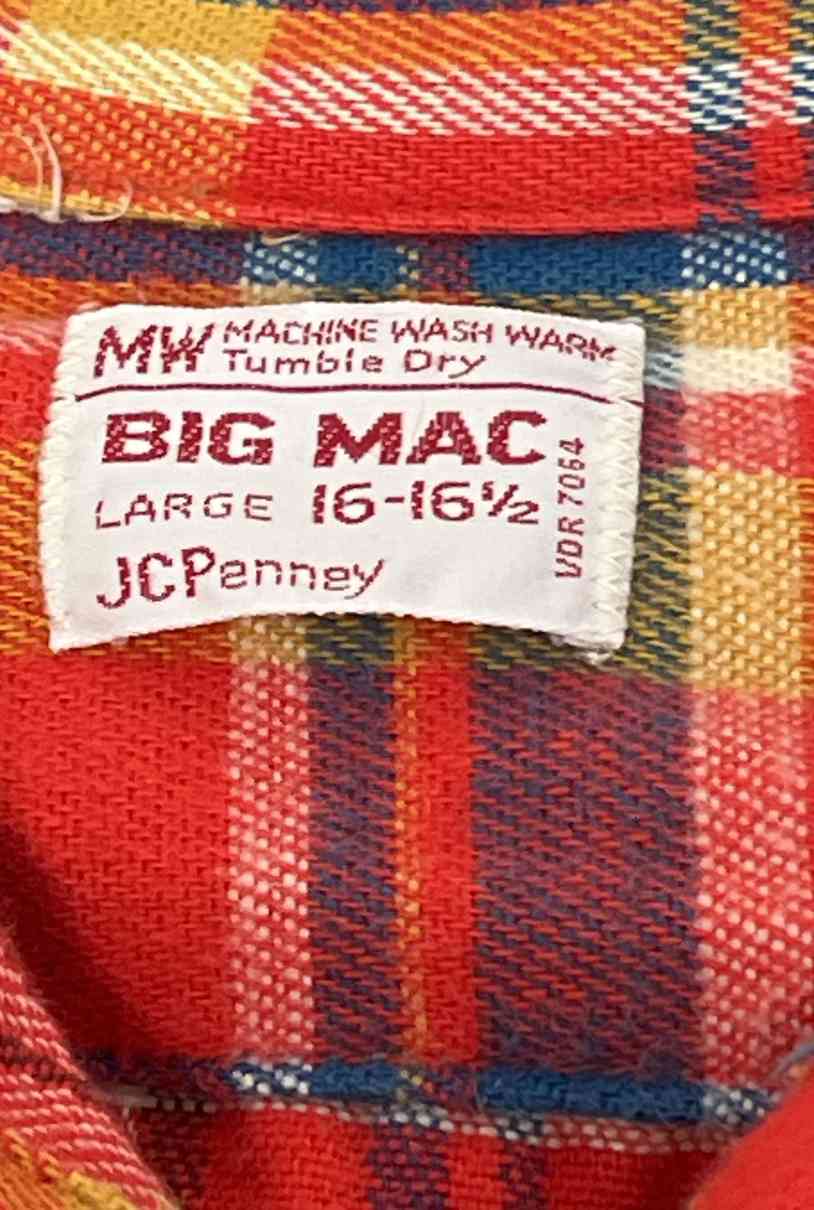 MW MACHINE WASH WARM
Tumble Dry
BIG MAC
LARGE 16-16½
JCPenney
VDR 7064